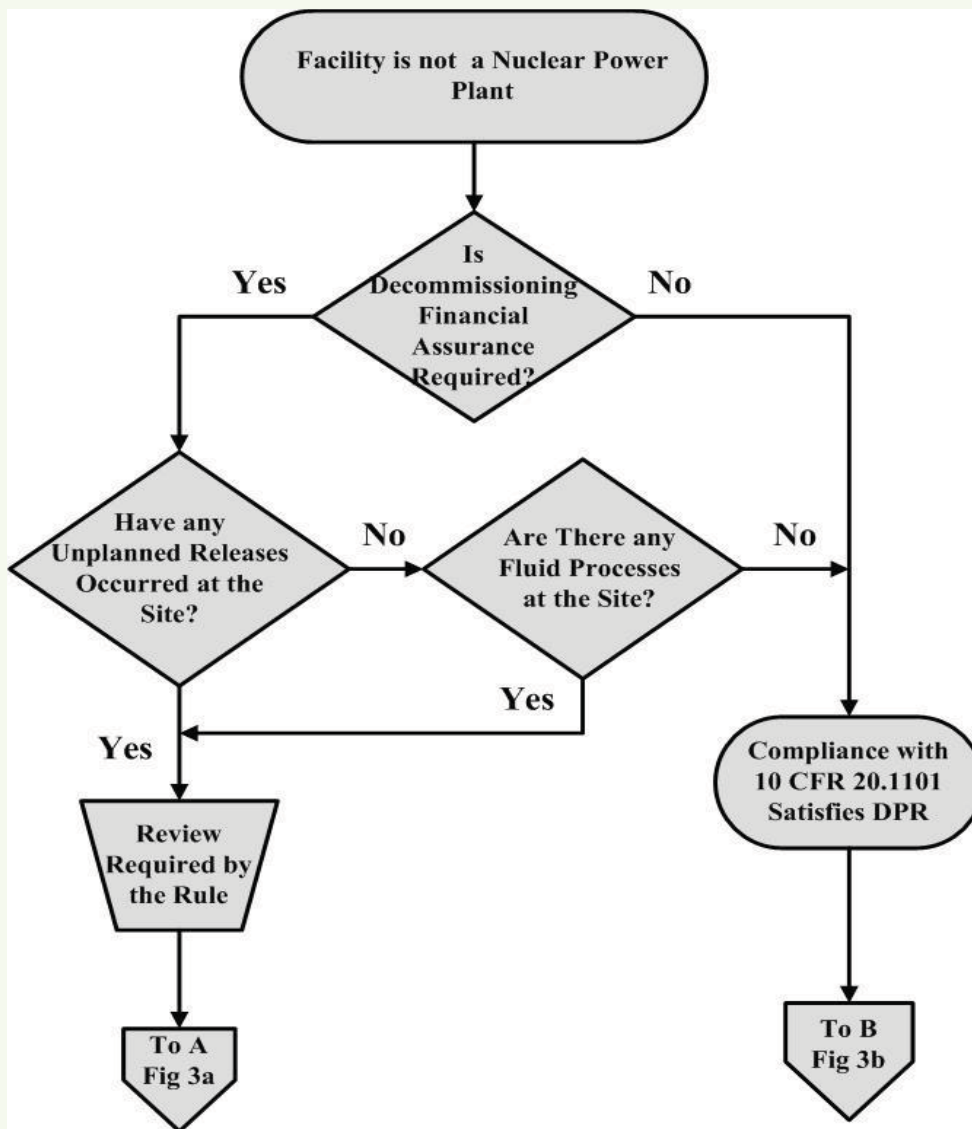 Facility is not a Nuclear Power
Plant
Is
Decommissioning
Financial
Assurance
Required?
Yes
No
Have any
Unplanned Releases
Occurred at the
Site?
No
Are There any
Fluid Processes
at the Site?
No
Yes
Yes
Compliance with
10 CFR 20.1101
Satisfies DPR
Review
Required by
the Rule
To A
Fig 3a
To B
Fig 3b